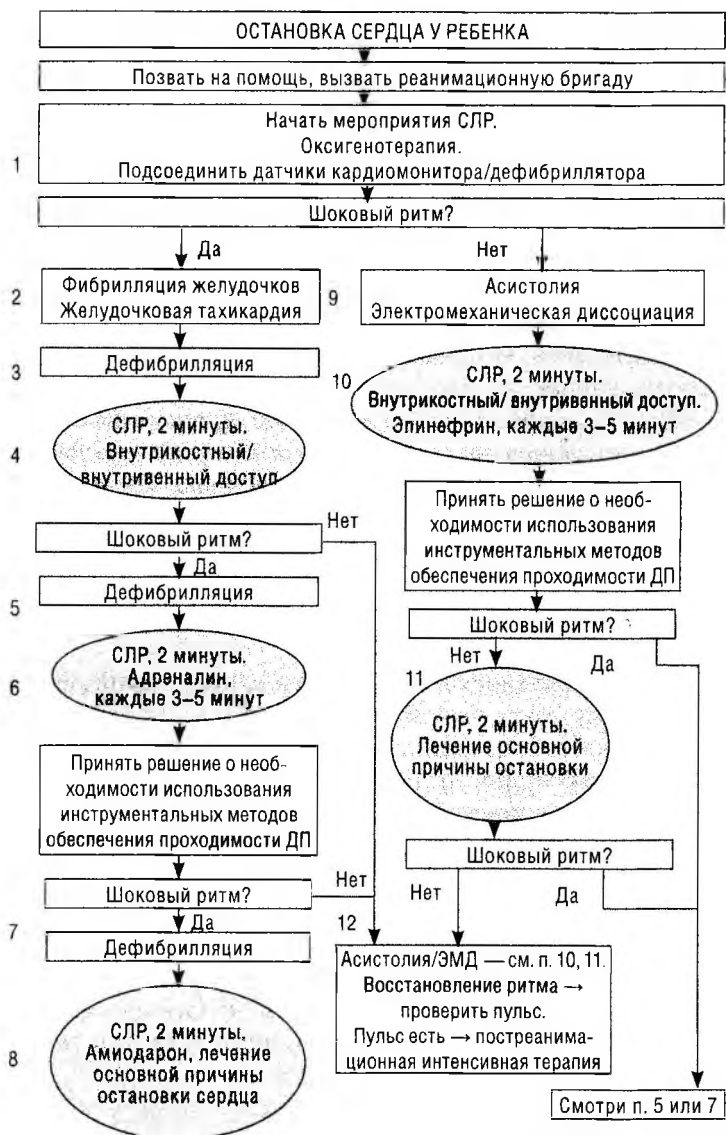 ОСТАНОВКА СЕРДЦА У РЕБЕНКА
Позвать на помощь, вызвать реанимационную бригаду
1
Начать мероприятия СЛР.
Оксигенотерапия.
Подсоединить датчики кардиомонитора/дефибриллятора
Шоковый ритм?
Да
2
Фибрилляция желудочков
Желудочковая тахикардия
3
Дефибрилляция
4
СЛР, 2 минуты.
Внутрикостный/
внутривенный доступ
Шоковый ритм?
Нет
Да
5
Дефибрилляция
6
СЛР, 2 минуты.
Адреналин,
каждые 3–5 минут
Принять решение о необ-
ходимости использования
инструментальных методов
обеспечения проходимости ДП
Шоковый ритм?
Нет
Да
7
Дефибрилляция
8
СЛР, 2 минуты.
Амиодарон, лечение
основной причины
остановки сердца
Нет
9
Асистолия
Электромеханическая диссоциация
10
СЛР, 2 минуты.
Внутрикостный/ внутривенный доступ.
Эпинефрин, каждые 3–5 минут
Принять решение о необ-
ходимости использования
инструментальных методов
обеспечения проходимости ДП
Шоковый ритм?
Нет
Да
11
СЛР, 2 минуты.
Лечение основной
причины остановки
Шоковый ритм?
Нет
Да
12
Асистолия/ЭМД — см. п. 10, 11.
Восстановление ритма →
проверить пульс.
Пульс есть → постреанима-
ционная интенсивная терапия
Смотри п. 5 или 7